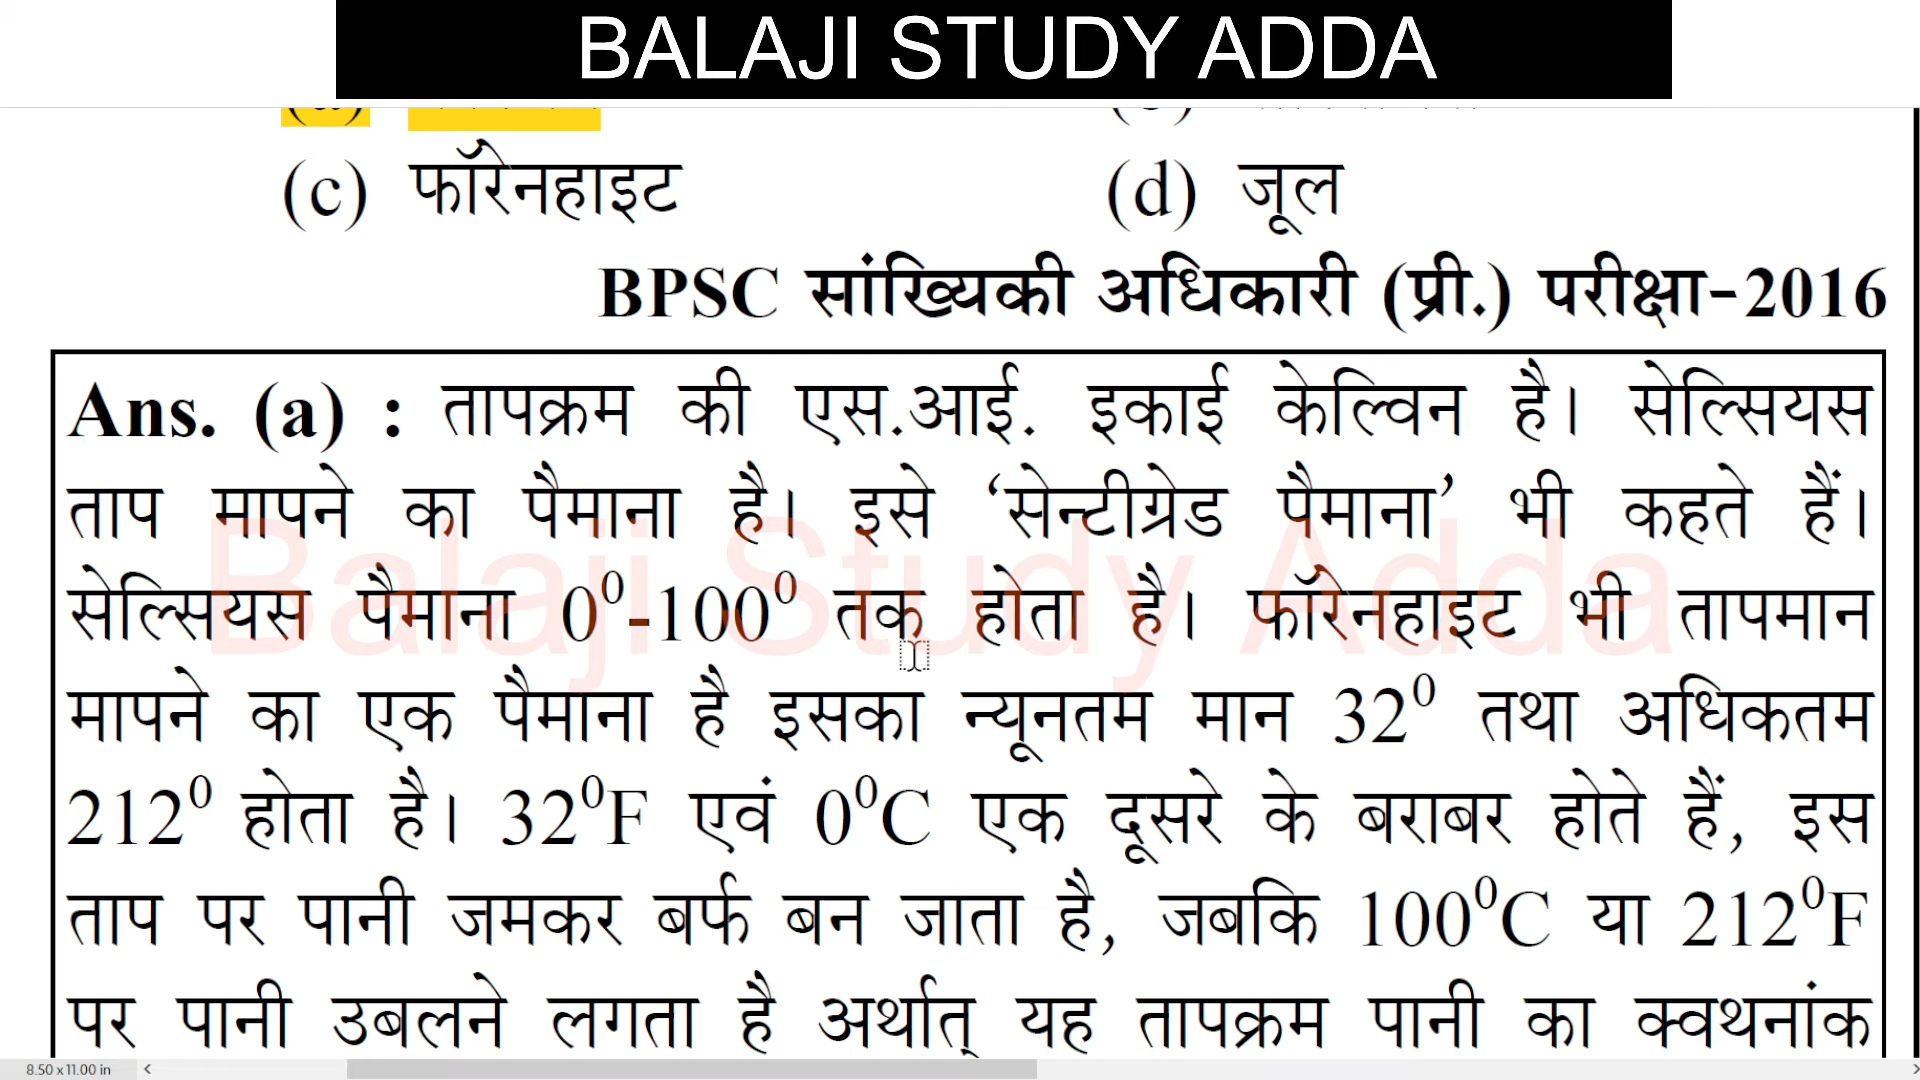 BALAJI STUDY ADDA
(c) फॉरेनहाइट (d) जूल
BPSC सांख्यिकी अधिकारी (प्री.) परीक्षा-2016
Ans. (a) : तापक्रम की एस.आई. इकाई केल्विन है। सेल्सियस
ताप मापने का पैमाना है। इसे ‘सेन्टीग्रेड पैमाना’ भी कहते हैं।
Balaji Study Adda
सेल्सियस पैमाना 0⁰-100⁰ तक होता है। फॉरेनहाइट भी तापमान
मापने का एक पैमाना है इसका न्यूनतम मान 32⁰ तथा अधिकतम
212⁰ होता है। 32⁰F एवं 0⁰C एक दूसरे के बराबर होते हैं, इस
ताप पर पानी जमकर बर्फ बन जाता है, जबकि 100⁰C या 212⁰F
पर पानी उबलने लगता है अर्थात् यह तापक्रम पानी का क्वथनांक
8.50 x 11.00 in